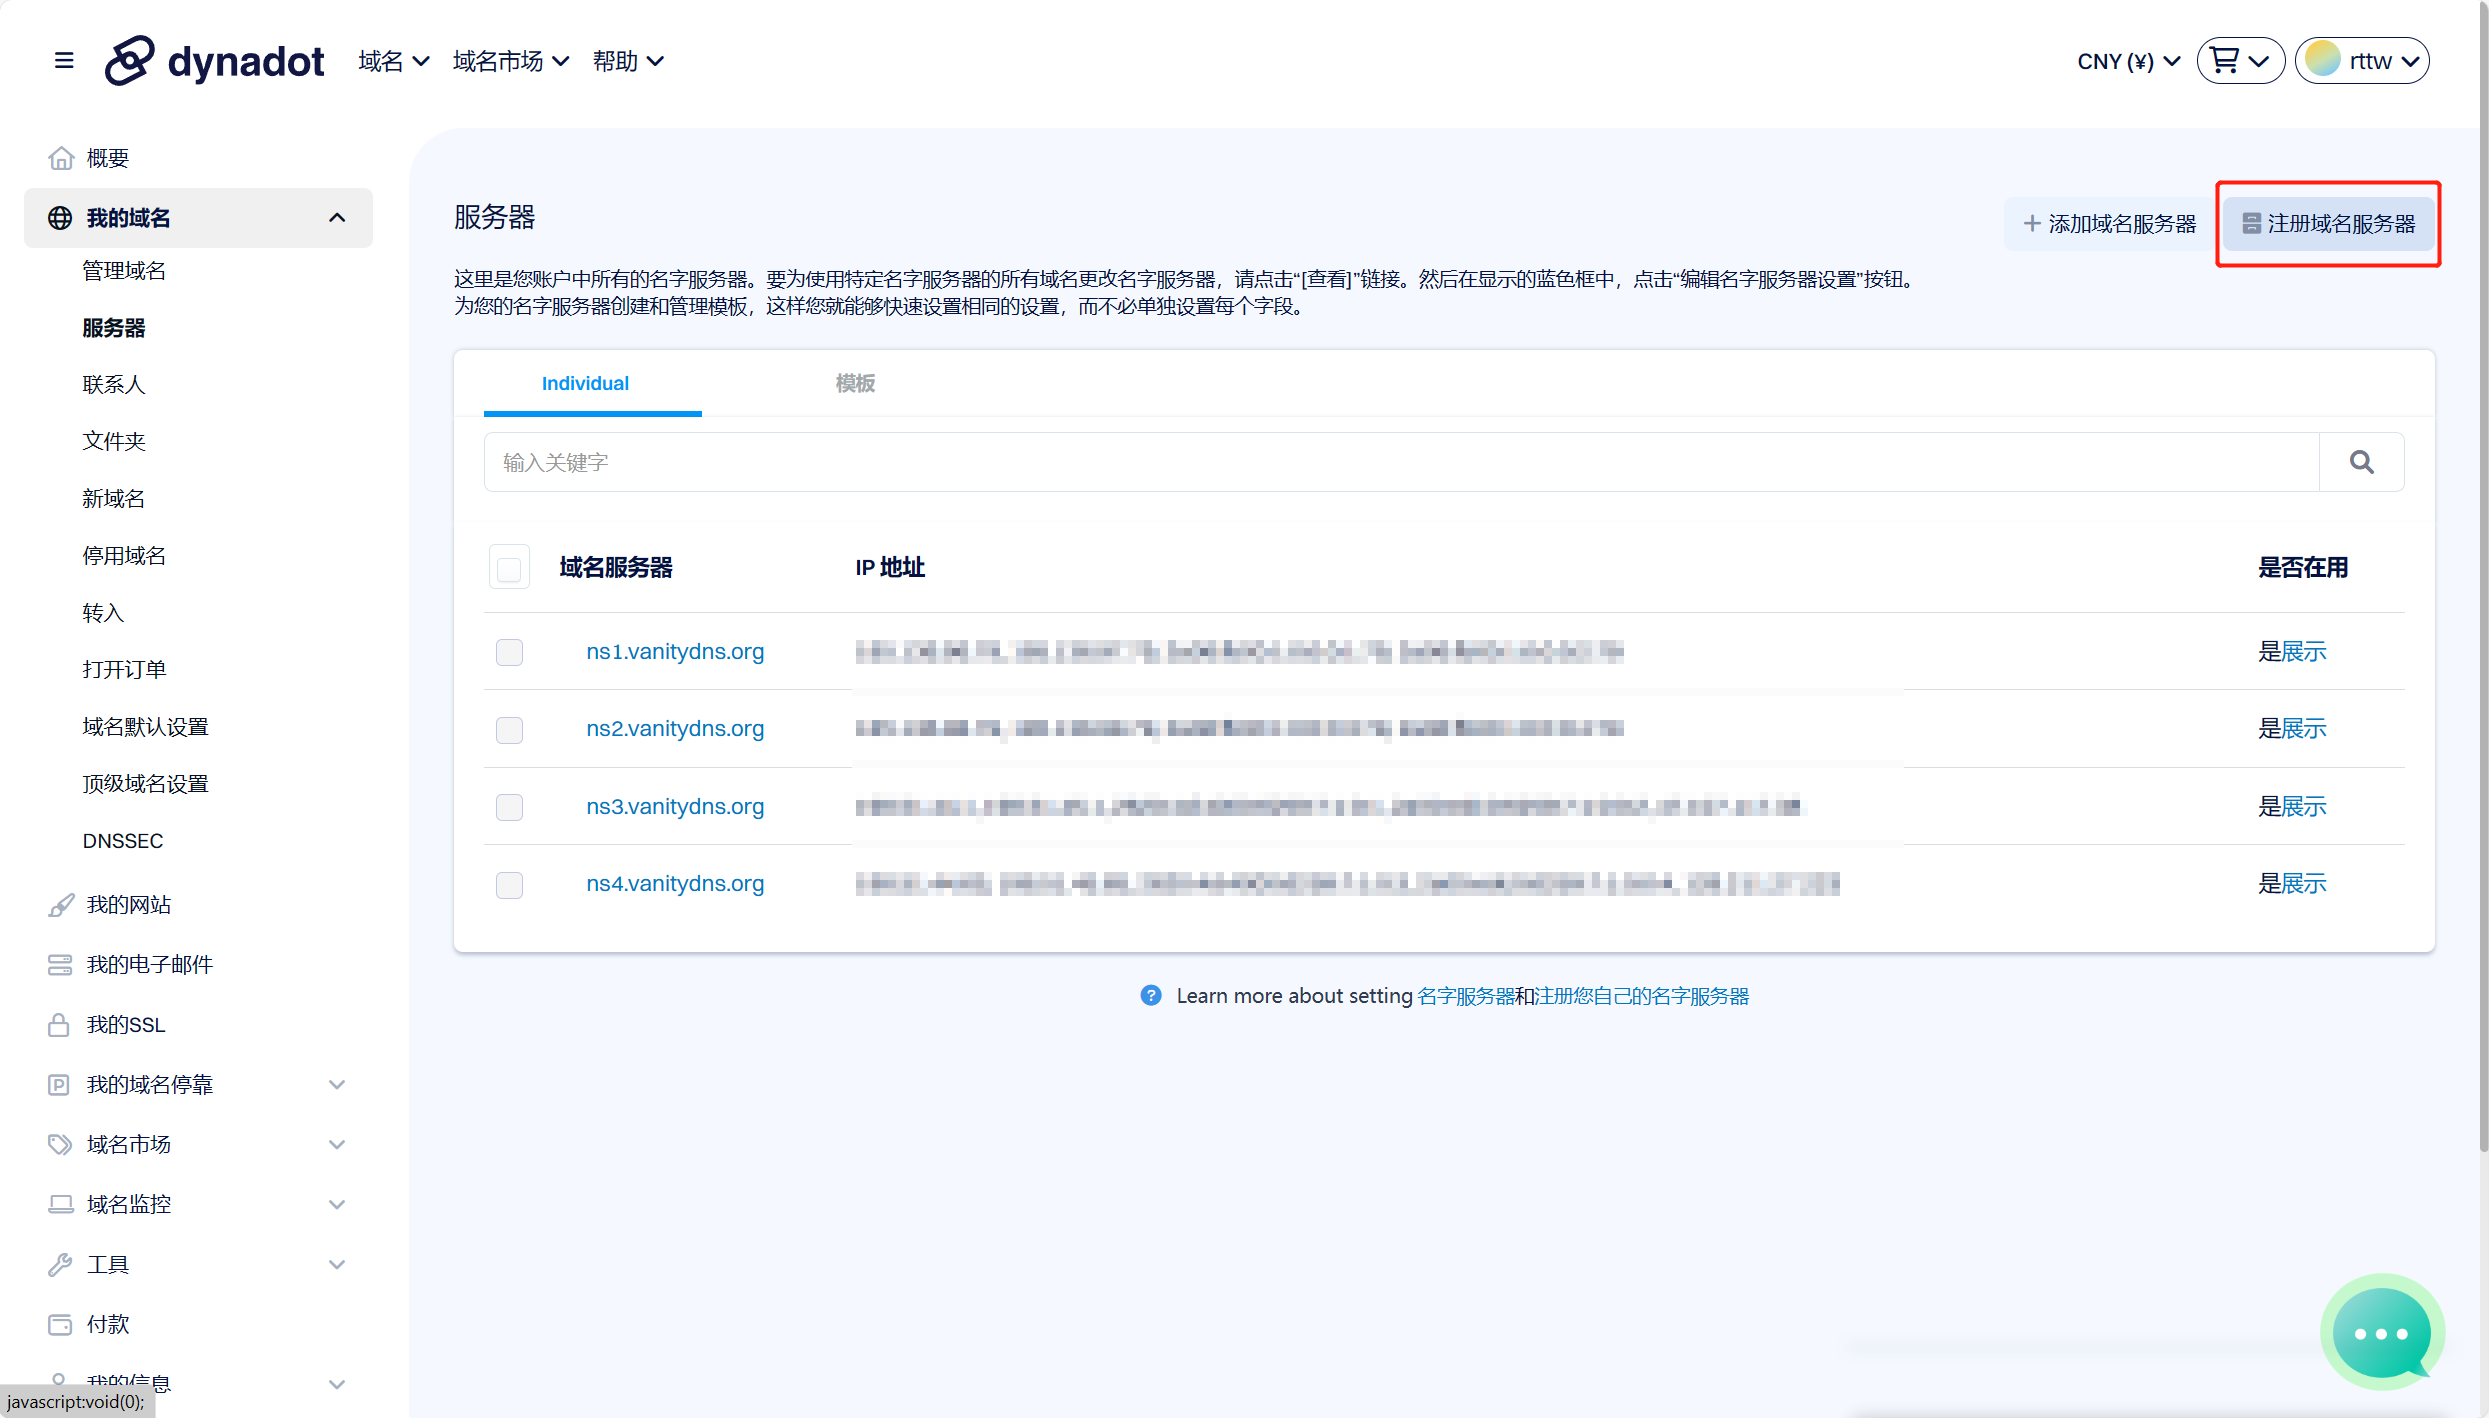 dynadot 域名 域名市场 帮助 CNY (¥) rttw
概要
我的域名
管理域名
服务器
联系人
文件夹
新域名
停用域名
转入
打开订单
域名默认设置
顶级域名设置
DNSSEC
我的网站
我的电子邮件
我的SSL
我的域名停靠
域名市场
域名监控
工具
付款
我的信息
javascript:void(0);
服务器
添加域名服务器 注册域名服务器
这里是您账户中所有的名字服务器。要为使用特定名字服务器的所有域名更改名字服务器，请点击“[查看]”链接。然后在显示的蓝色框中，点击“编辑名字服务器设置”按钮。
为您的名字服务器创建和管理模板，这样您就能够快速设置相同的设置，而不必单独设置每个字段。
Individual 模板
输入关键字
域名服务器 IP 地址 是否在用
ns1.vanitydns.org 是展示
ns2.vanitydns.org 是展示
ns3.vanitydns.org 是展示
ns4.vanitydns.org 是展示
Learn more about setting 名字服务器和注册您自己的名字服务器